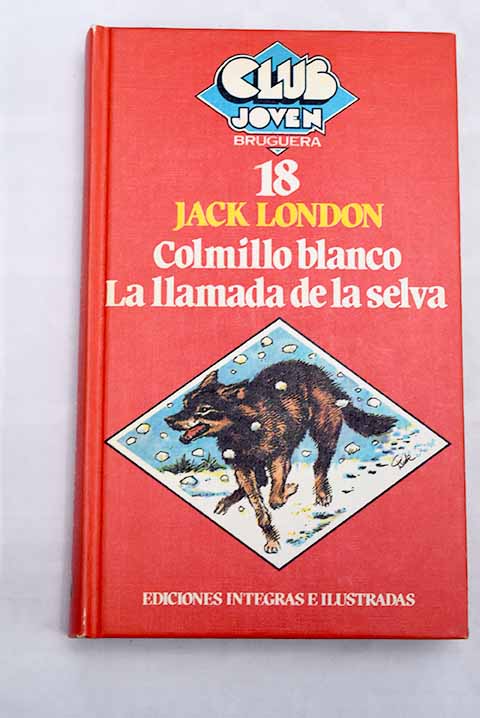 CLUB
JOVEN
BRUGUERA
18
JACK LONDON
Colmillo blanco
La llamada de la selva
EDICIONES INTEGRAS E ILUSTRADAS